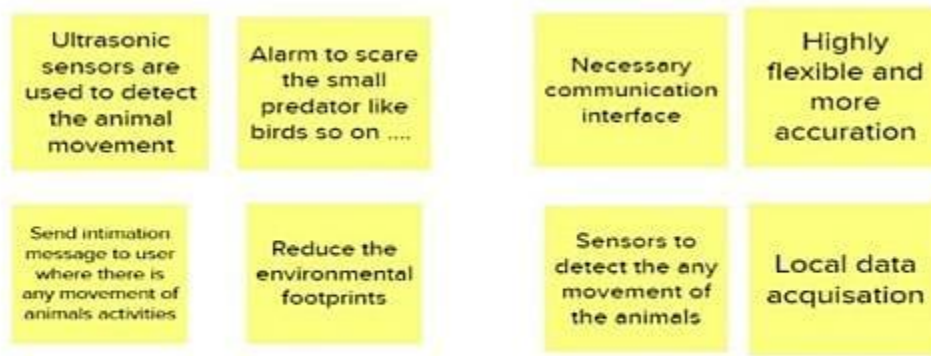 Ultrasonic
sensors are
used to detect
the animal
movement
Alarm to scare
the small
predator like
birds so on ....
Necessary
communication
interface
Highly
flexible and
more
accuration
Send intimation
message to user
where there is
any movement of
animals activities
Reduce the
environmental
footprints
Sensors to
detect the any
movement of
the animals
Local data
acquisation